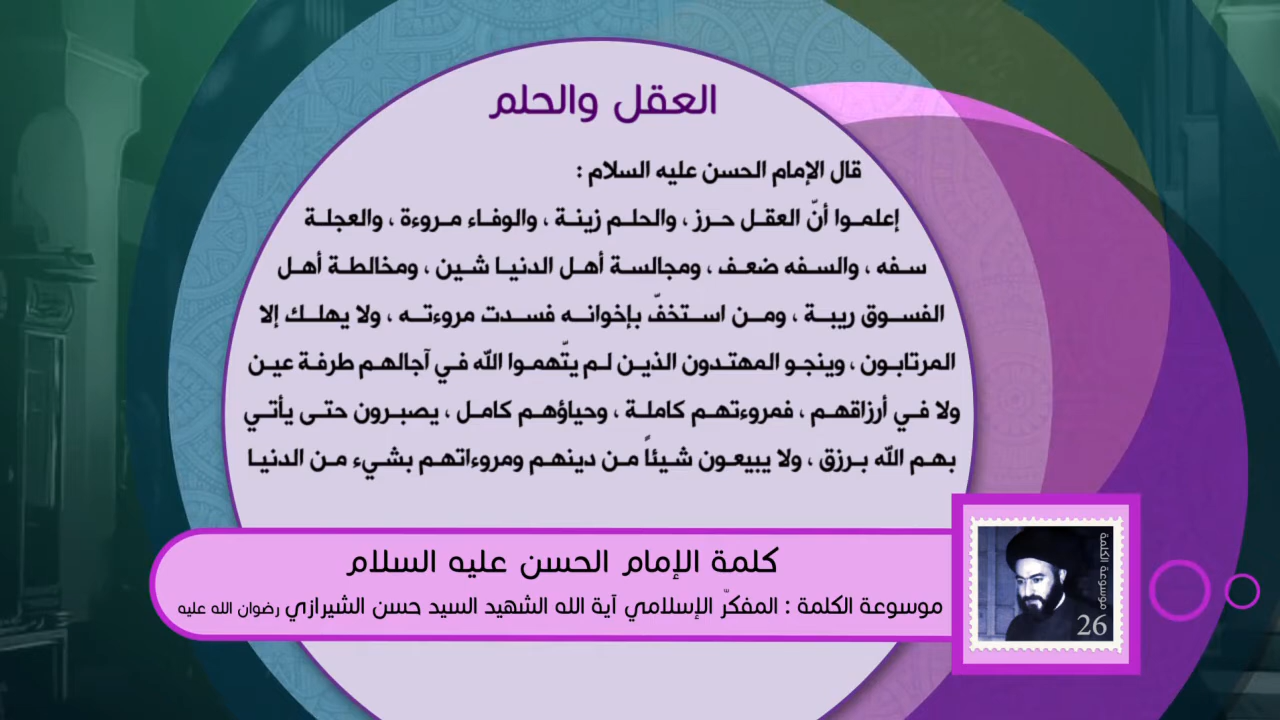 العقل والحلم
قال الإمام الحسن عليه السلام :
إعلموا أنّ العقل حرز ، والحلم زينة ، والوفاء مروءة ، والعجلة
سفه ، والسفه ضعف ، ومجالسة أهل الدنيا شين ، ومخالطة أهل
الفسوق ريبة ، ومن استخفّ بإخوانه فسدت مروءته ، ولا يهلك إلا
المرتابون ، وينجو المهتدون الذين لم يتّهموا الله في آجالهم طرفة عين
ولا في أرزاقهم ، فمروءتهم كاملة ، وحياؤهم كامل ، يصبرون حتى يأتي
بهم الله برزق ، ولا يبيعون شيئاً من دينهم ومروءاتهم بشيء من الدنيا
كلمة الإمام الحسن عليه السلام
موسوعة الكلمة : المفكّر الإسلامي آية الله الشهيد السيد حسن الشيرازي رضوان الله عليه
موسوعة الكلمة
26